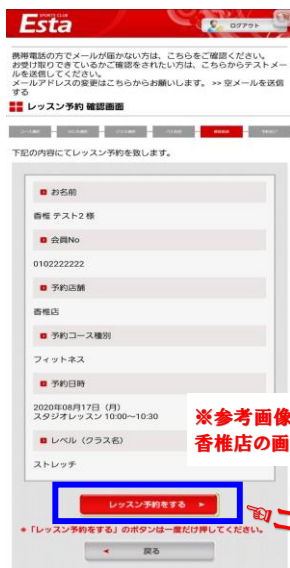 SPORTS CLUB
Esta
ログアウト
携帯電話の方でメールが届かない方は、こちらをご確認ください。
お受け取りできているかご確認をされたい方は、こちらからテストメー
ルを送信してください。
メールアドレスの変更はこちらからお願いします。 >> 空メールを送信
する
レッスン予約 確認画面
下記の内容にてレッスン予約を致します。
お名前
香椎 テスト2 様
会員No
0102222222
予約店舗
香椎店
予約コース種別
フィットネス
予約日時
2020年08月17日（月）
スタジオレッスン 10:00～10:30
※参考画像
香椎店の画
レベル（クラス名）
ストレッチ
レッスン予約をする
こ
*「レッスン予約をする」のボタンは一度だけ押してください。
戻る